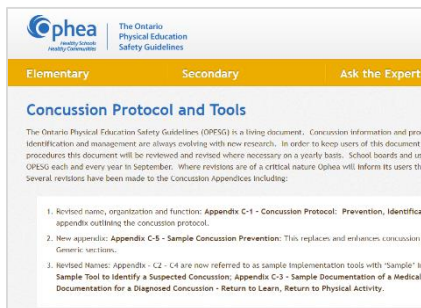 Ophea
Healthy Schools
Healthy Communities
The Ontario
Physical Education
Safety Guidelines
Elementary Secondary Ask the Expert
Concussion Protocol and Tools
The Ontario Physical Education Safety Guidelines (OPESG) is a living document. Concussion information and pro
identification and management are always evolving with new research. In order to keep users of this document
procedures this document will be reviewed and revised where necessary on a yearly basis. School boards and us
OPESG each and every year in September. Where revisions are of a critical nature Ophea will inform its users th
Several revisions have been made to the Concussion Appendices including:
1. Revised name, organization and function: Appendix C-1 - Concussion Protocol: Prevention, Identifica
appendix outlining the concussion protocol.
2. New appendix: Appendix C-5 - Sample Concussion Prevention: This replaces and enhances concussion
Generic sections.
3. Revised Names: Appendix - C2 - C4 are now referred to as sample implementation tools with "Sample" i
Sample Tool to Identify a Suspected Concussion; Appendix C-3 - Sample Documentation of a Medical
Documentation for a Diagnosed Concussion - Return to Learn, Return to Physical Activity.